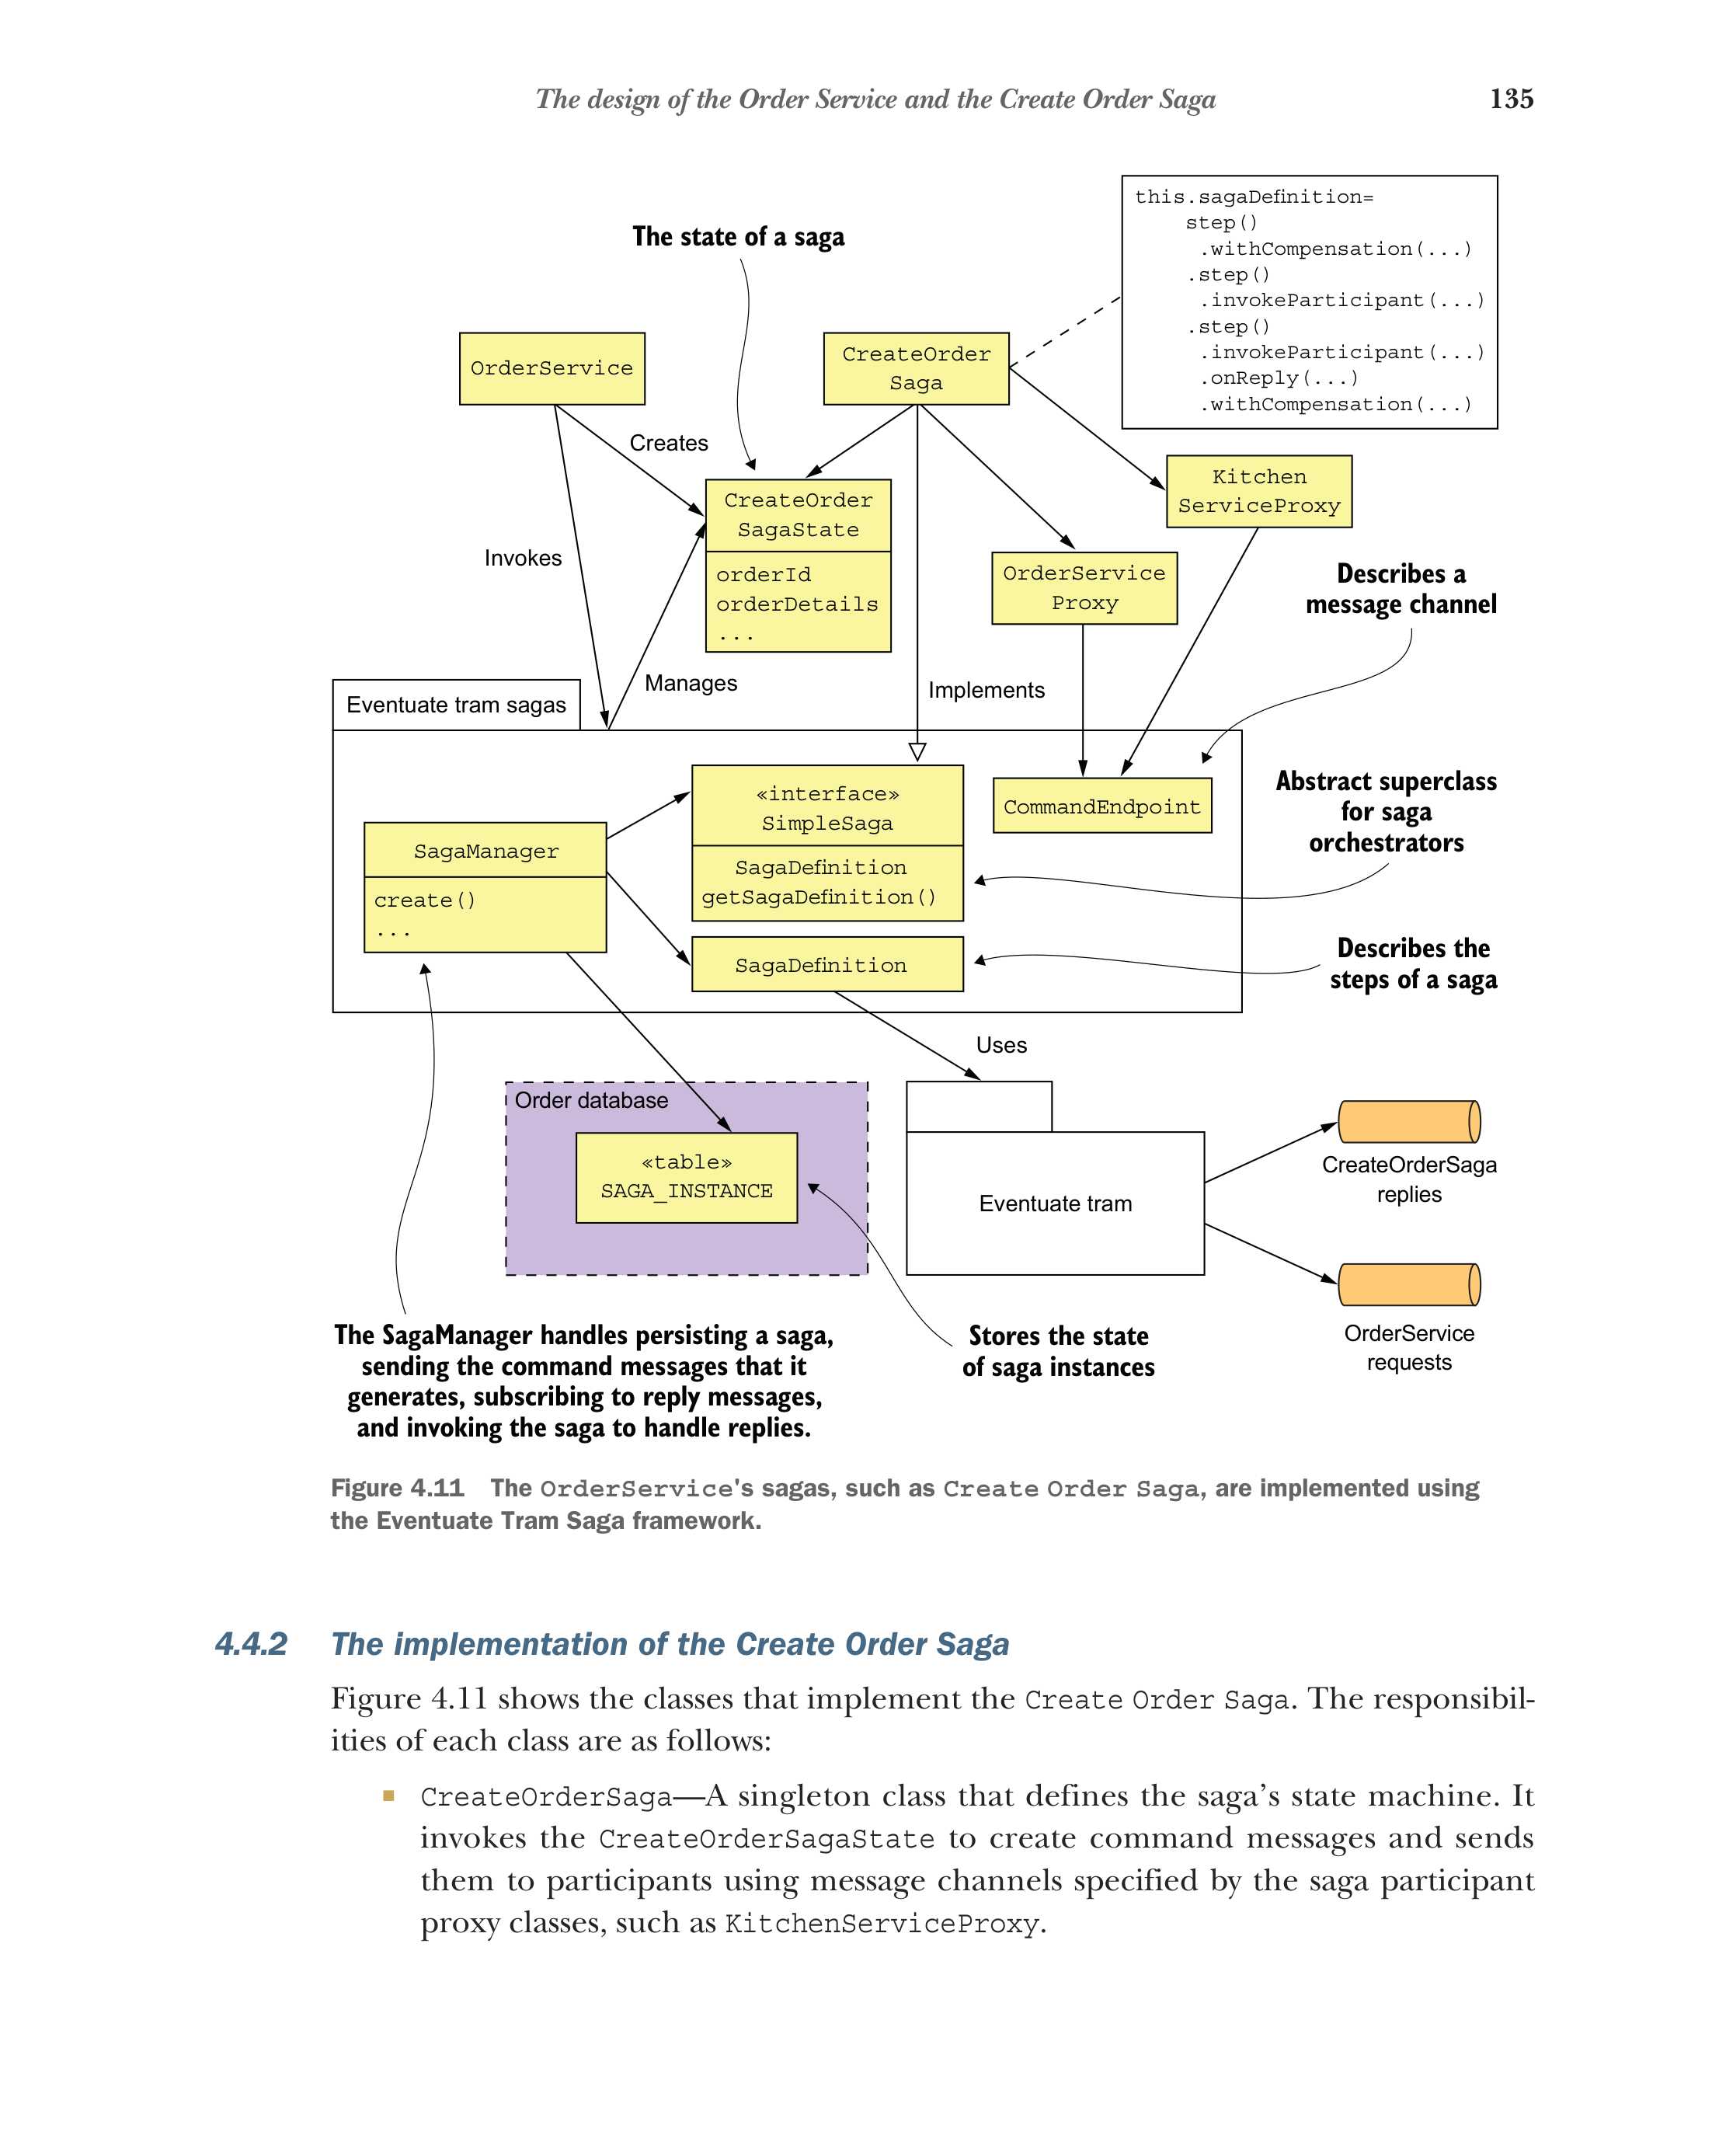 The design of the Order Service and the Create Order Saga
135
this.sagaDefinition=
step()
.withCompensation(...)
.step()
.invokeParticipant(...)
.step()
.invokeParticipant(...)
.onReply(...)
.withCompensation(...)
The state of a saga
OrderService
CreateOrder
Saga
Creates
Kitchen
ServiceProxy
CreateOrder
SagaState
orderId
orderDetails
...
Invokes
OrderService
Proxy
Describes a
message channel
Manages
Implements
Eventuate tram sagas
«interface»
SimpleSaga
SagaDefinition
getSagaDefinition()
CommandEndpoint
Abstract superclass
for saga
orchestrators
SagaManager
create()
...
SagaDefinition
Describes the
steps of a saga
Uses
Order database
«table»
SAGA_INSTANCE
Eventuate tram
CreateOrderSaga
replies
OrderService
requests
The SagaManager handles persisting a saga,
sending the command messages that it
generates, subscribing to reply messages,
and invoking the saga to handle replies.
Stores the state
of saga instances
Figure 4.11 The OrderService's sagas, such as Create Order Saga, are implemented using
the Eventuate Tram Saga framework.
4.4.2 The implementation of the Create Order Saga
Figure 4.11 shows the classes that implement the Create Order Saga. The responsibil-
ities of each class are as follows:
■ CreateOrderSaga—A singleton class that defines the saga’s state machine. It
invokes the CreateOrderSagaState to create command messages and sends
them to participants using message channels specified by the saga participant
proxy classes, such as KitchenServiceProxy.